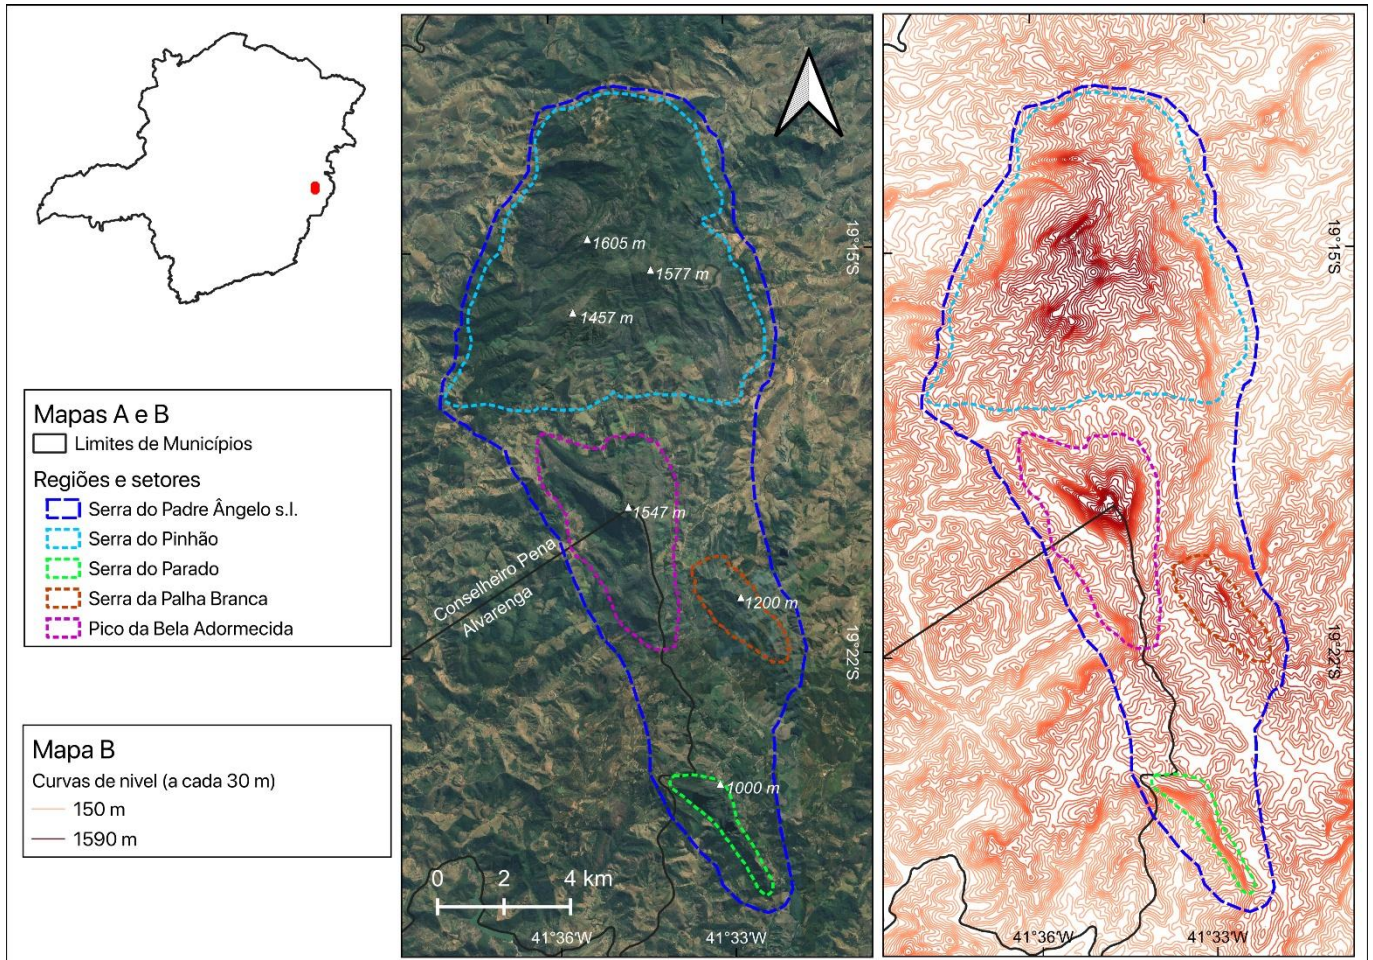 Mapas A e B
Limites de Municípios
Regiões e setores
Serra do Padre Ângelo s.l.
Serra do Pinhão
Serra do Parado
Serra da Palha Branca
Pico da Bela Adormecida
Mapa B
Curvas de nivel (a cada 30 m)
150 m
1590 m
1605 m
1577 m
1457 m
1547 m
Conselheiro Pena
Alvarenga
1200 m
1000 m
0 2 4 km
19°15'S
19°22'S
41°36'W 41°33'W
19°15'S
19°22'S
41°36'W 41°33'W